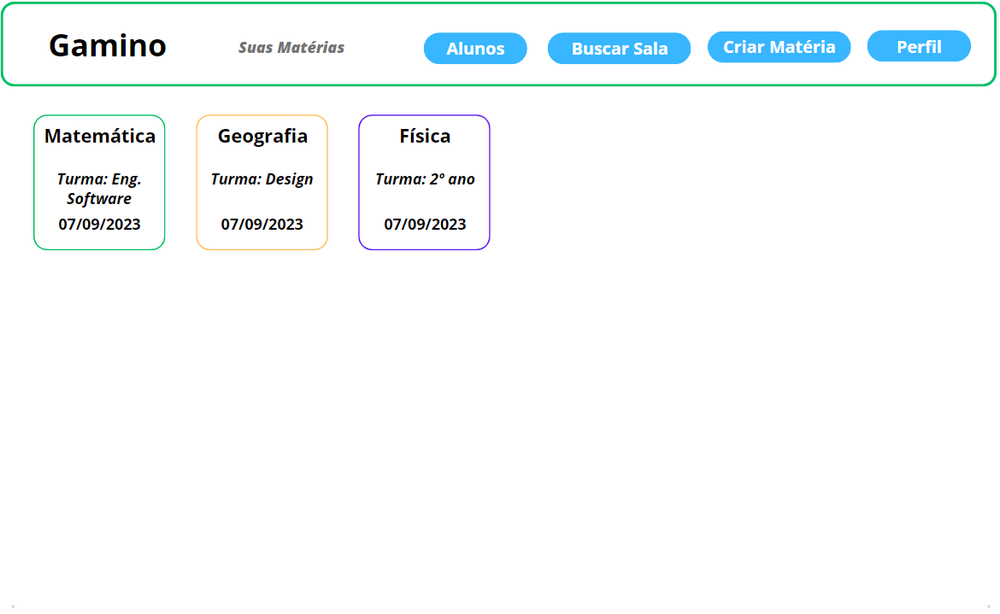 Gamino
Suas Matérias
Alunos
Buscar Sala
Criar Matéria
Perfil
Matemática
Turma: Eng.
Software
07/09/2023
Geografia
Turma: Design
07/09/2023
Física
Turma: 2º ano
07/09/2023